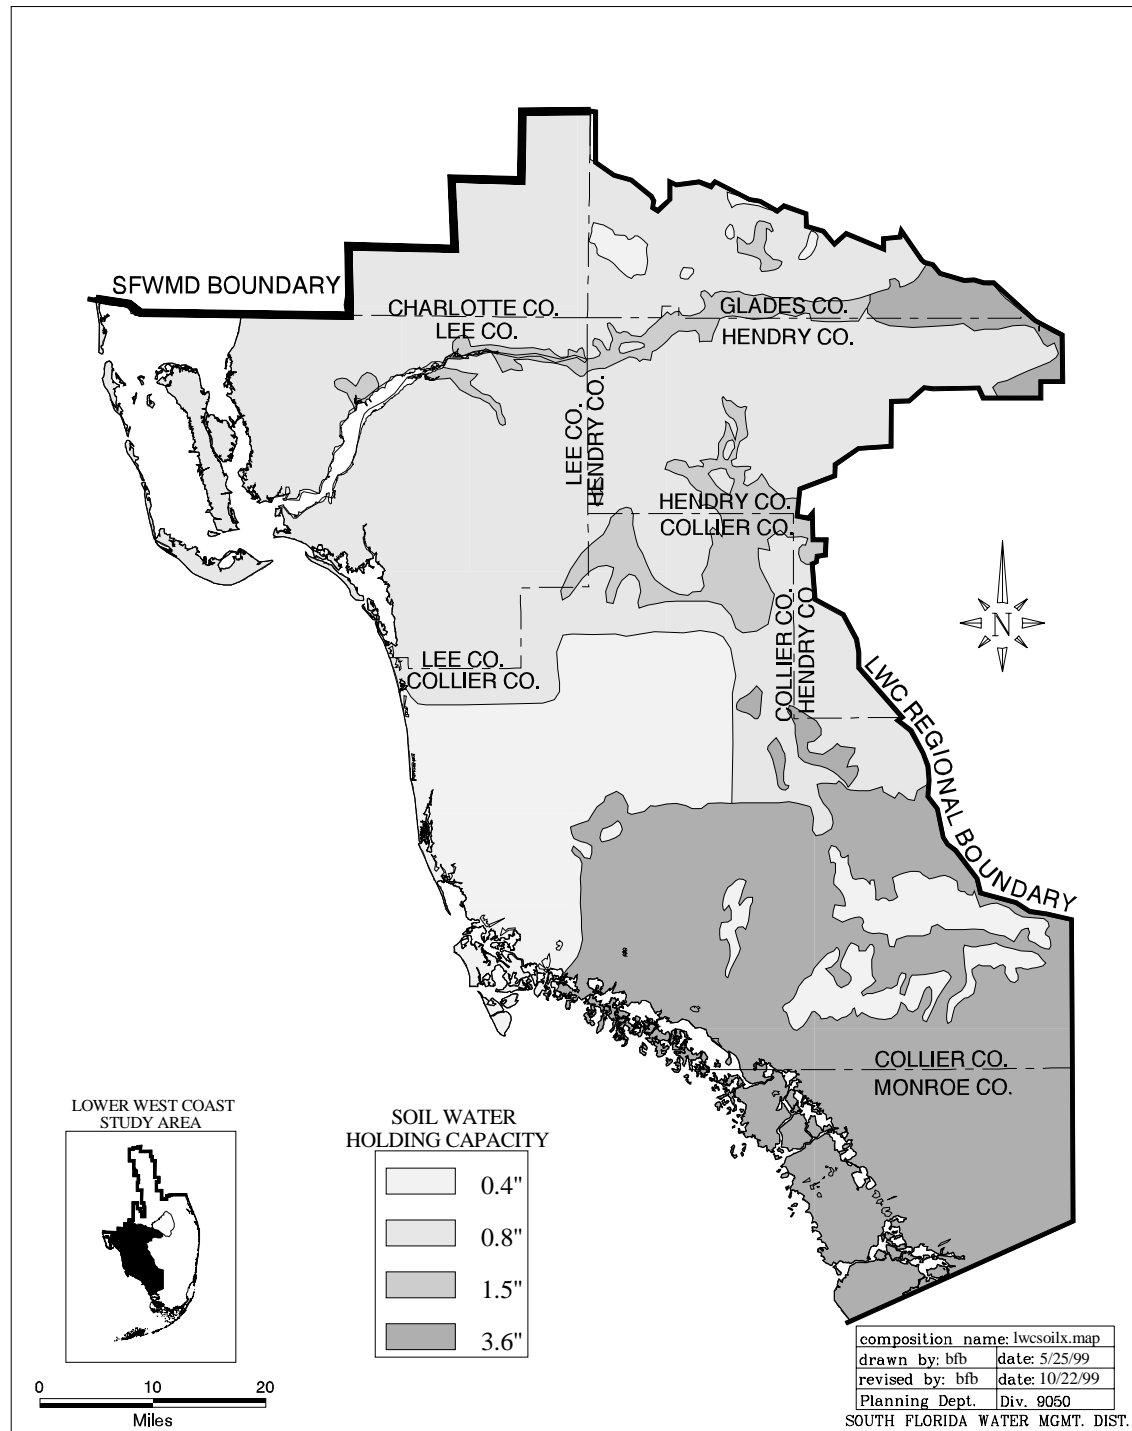 SFWMD BOUNDARY
CHARLOTTE CO.
LEE CO.
GLADES CO.
HENDRY CO.
LEE CO.
HENDRY CO.
HENDRY CO.
COLLIER CO.
COLLIER CO.
HENDRY CO.
N
LEE CO.
COLLIER CO.
LWC REGIONAL BOUNDARY
COLLIER CO.
MONROE CO.
LOWER WEST COAST
STUDY AREA
SOIL WATER
HOLDING CAPACITY
0.4"
0.8"
1.5"
3.6"
0 10 20
Miles
composition name: lwcsoilx.map
drawn by: bfb date: 5/25/99
revised by: bfb date: 10/22/99
Planning Dept. Div. 9050
SOUTH FLORIDA WATER MGMT. DIST.